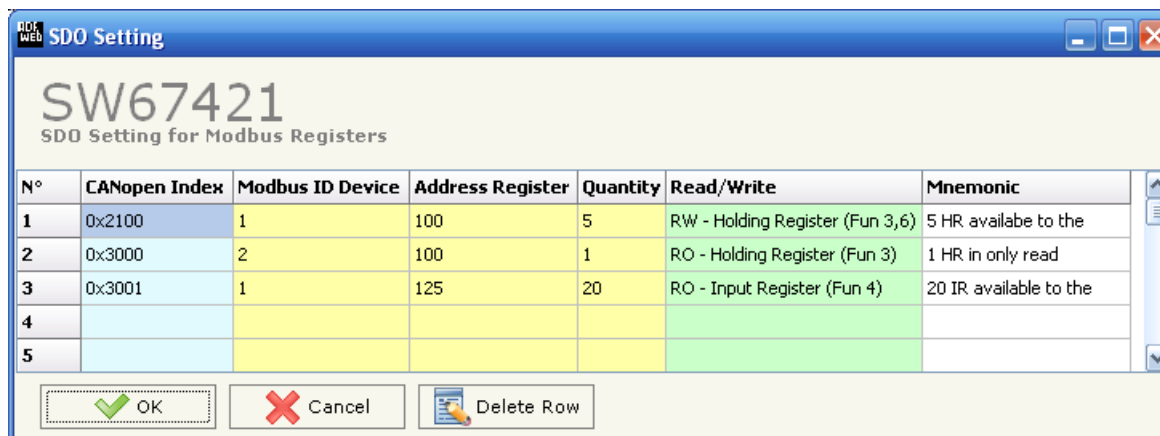 ADF WEB SDO Setting
SW67421
SDO Setting for Modbus Registers
N° CANopen Index Modbus ID Device Address Register Quantity Read/Write Mnemonic
1 0x2100 1 100 5 RW - Holding Register (Fun 3,6) 5 HR availabe to the
2 0x3000 2 100 1 RO - Holding Register (Fun 3) 1 HR in only read
3 0x3001 1 125 20 RO - Input Register (Fun 4) 20 IR available to the
4
5
OK Cancel Delete Row